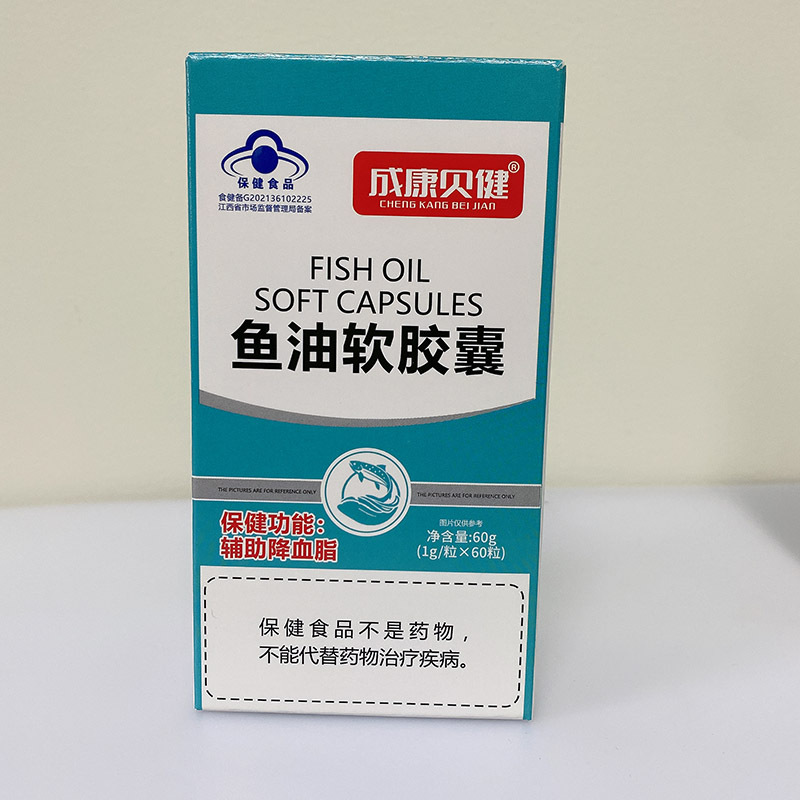 保健食品
食健备G202136102225
江西省市场监督管理局备案
成康贝健®
CHENG KANG BEI JIAN
FISH OIL
SOFT CAPSULES
鱼油软胶囊
THE PICTURES ARE FOR REFERENCE ONLY
THE PICTURES ARE FOR REFERENCE ONLY
保健功能：
辅助降血脂
图片仅供参考
净含量:60g
(1g/粒×60粒)
保健食品不是药物，
不能代替药物治疗疾病。